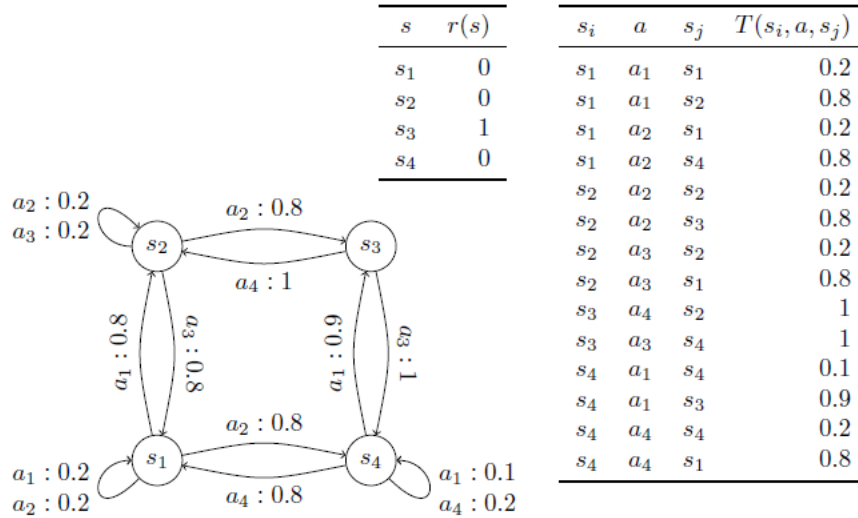 s r(s)
s₁ 0
s₂ 0
s₃ 1
s₄ 0
sᵢ a sⱼ T(sᵢ, a, sⱼ)
s₁ a₁ s₁ 0.2
s₁ a₁ s₂ 0.8
s₁ a₂ s₁ 0.2
s₁ a₂ s₄ 0.8
s₂ a₂ s₂ 0.2
s₂ a₂ s₃ 0.8
s₂ a₃ s₂ 0.2
s₂ a₃ s₁ 0.8
s₃ a₄ s₂ 1
s₃ a₃ s₄ 1
s₄ a₁ s₄ 0.1
s₄ a₁ s₃ 0.9
s₄ a₄ s₄ 0.2
s₄ a₄ s₁ 0.8
a₂ : 0.2
a₃ : 0.2
s₂
a₂ : 0.8
a₄ : 1
s₃
a₁ : 0.8
a₃ : 0.8
a₁ : 0.9
a₃ : 1
s₁
a₁ : 0.2
a₂ : 0.2
a₂ : 0.8
a₄ : 0.8
s₄
a₁ : 0.1
a₄ : 0.2